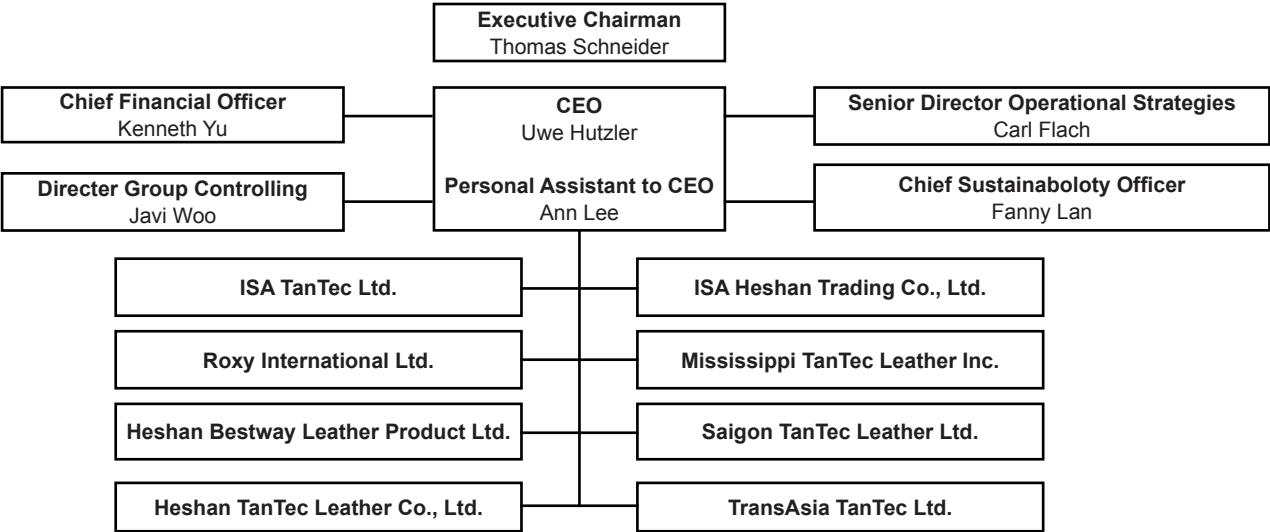 Executive Chairman
Thomas Schneider
Chief Financial Officer
Kenneth Yu
CEO
Uwe Hutzler
Senior Director Operational Strategies
Carl Flach
Directer Group Controlling
Javi Woo
Personal Assistant to CEO
Ann Lee
Chief Sustainaboloty Officer
Fanny Lan
ISA TanTec Ltd.
ISA Heshan Trading Co., Ltd.
Roxy International Ltd.
Mississippi TanTec Leather Inc.
Heshan Bestway Leather Product Ltd.
Saigon TanTec Leather Ltd.
Heshan TanTec Leather Co., Ltd.
TransAsia TanTec Ltd.